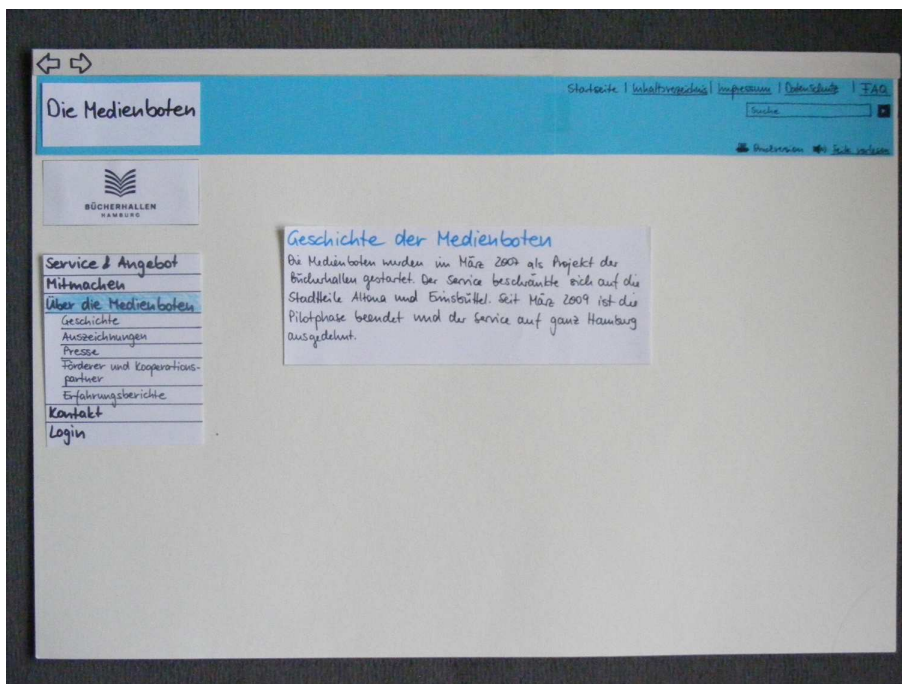 Die Medienboten
Startseite | Inhaltsverzeichnis | Impressum | Datenschutz | FAQ
Suche
Druckversion Seite vorlesen
BÜCHERHALLEN
HAMBURG
Service & Angebot
Mitmachen
Über die Medienboten
Geschichte
Auszeichnungen
Presse
Förderer und Kooperations-
partner
Erfahrungsberichte
Kontakt
Login
Geschichte der Medienboten
Die Medienboten wurden im März 2007 als Projekt der
Bücherhallen gestartet. Der Service beschränkte sich auf die
Stadtteile Altona und Eimsbüttel. Seit März 2009 ist die
Pilotphase beendet und der Service auf ganz Hamburg
ausgedehnt.